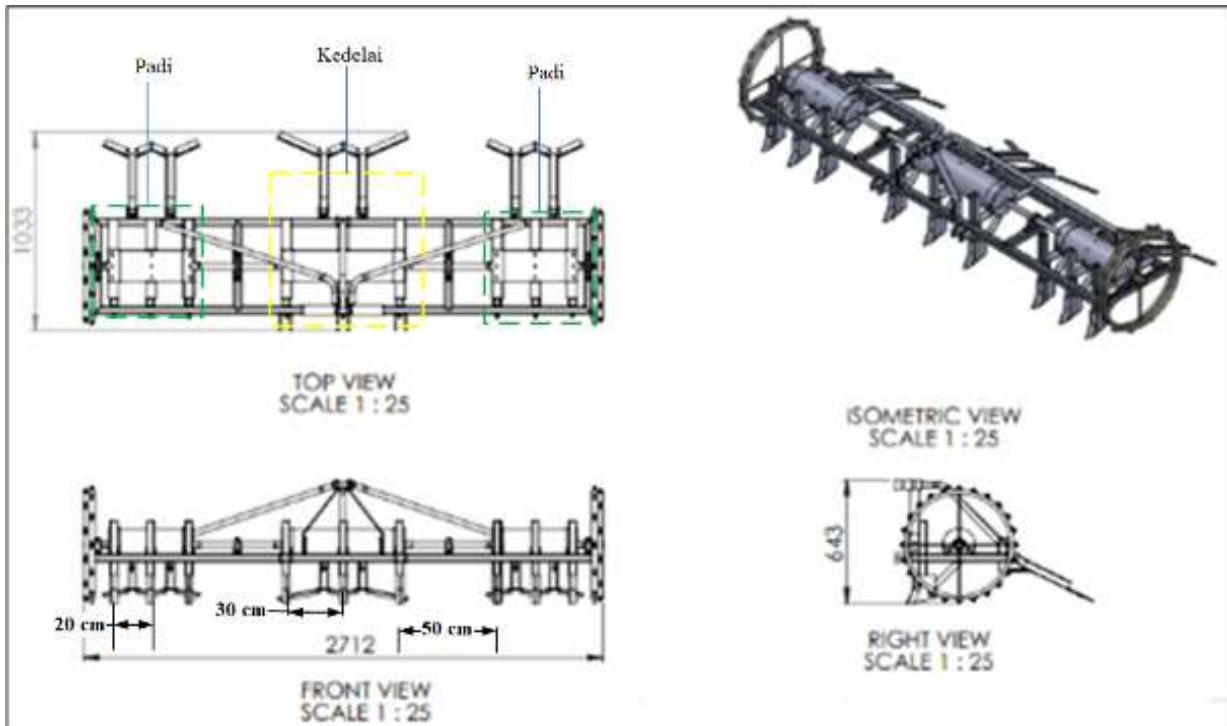 Padi
Kedelai
Padi
1033
TOP VIEW
SCALE 1 : 25
ISOMETRIC VIEW
SCALE 1 : 25
20 cm
30 cm
50 cm
2712
FRONT VIEW
SCALE 1 : 25
643
RIGHT VIEW
SCALE 1 : 25